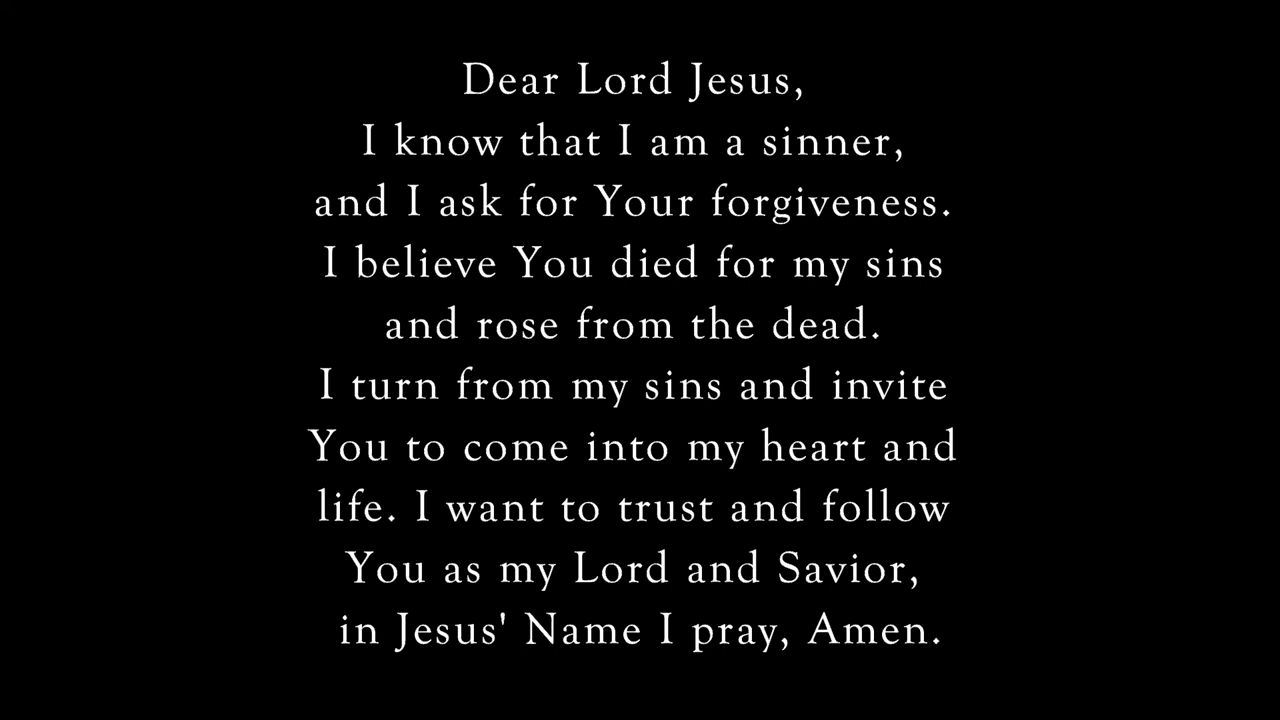 Dear Lord Jesus,
I know that I am a sinner,
and I ask for Your forgiveness.
I believe You died for my sins
and rose from the dead.
I turn from my sins and invite
You to come into my heart and
life. I want to trust and follow
You as my Lord and Savior,
in Jesus' Name I pray, Amen.